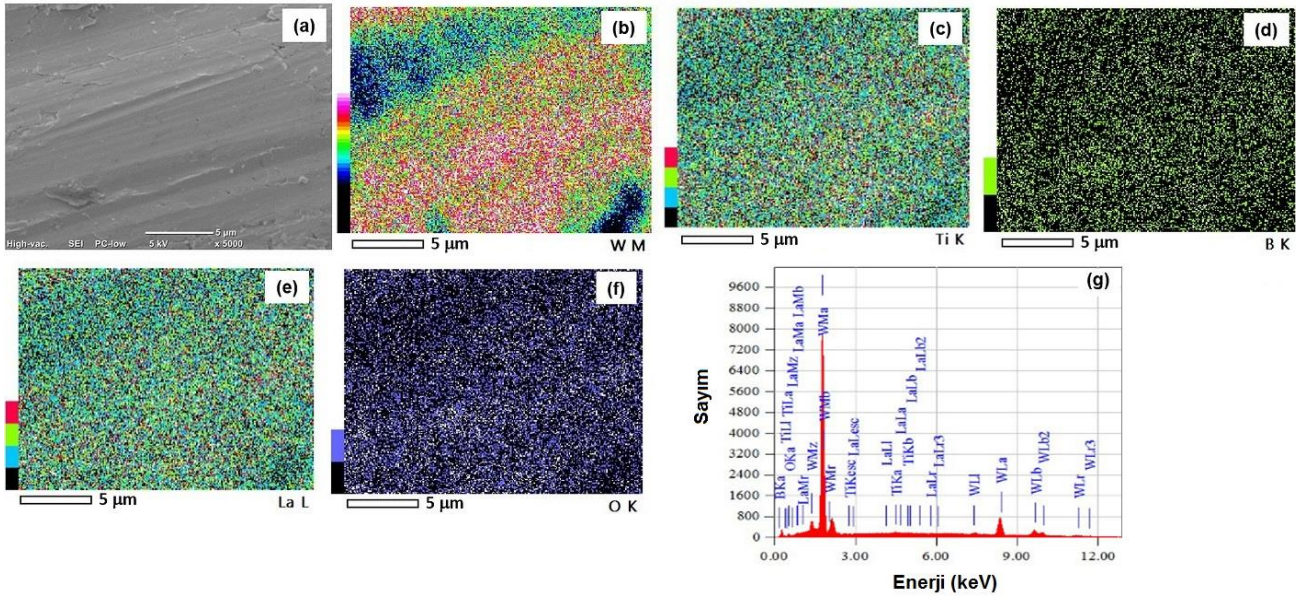 (a)
5 µm
High-vac. SEI PC-low 5 kV x 5000
(b)
5 µm
W M
(c)
5 µm
Ti K
(d)
5 µm
B K
(e)
5 µm
La L
(f)
5 µm
O K
(g)
Sayım
9600
8800
8000
7200
6400
5600
4800
4000
3200
2400
1600
800
0
BKa
TiLl
OKa
TiLa
LaMz
LaMr
LaMa
LaMb
WMz
WMa
WMb
WMr
TiKesc
LaLesc
LaLl
TiKa
LaLa
TiKb
LaLb
LaLb2
LaLr
LaLr3
WLl
WLa
WLb
WLb2
WLr
WLr3
0.00
3.00
6.00
9.00
12.00
Enerji (keV)